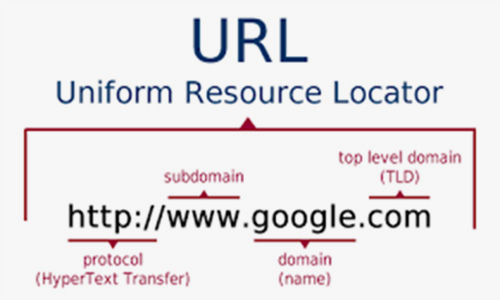 URL
Uniform Resource Locator
top level domain
(TLD)
subdomain
http://www.google.com
protocol
(HyperText Transfer)
domain
(name)